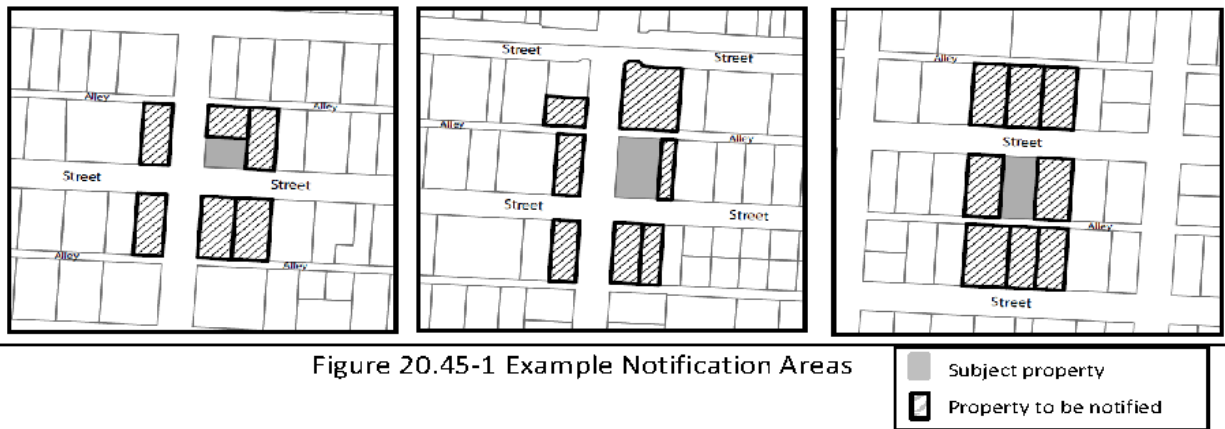 Alley
Alley
Street
Street
Alley
Alley
Street
Street
Alley
Alley
Street
Street
Alley
Street
Alley
Street
Figure 20.45-1 Example Notification Areas
Subject property
Property to be notified